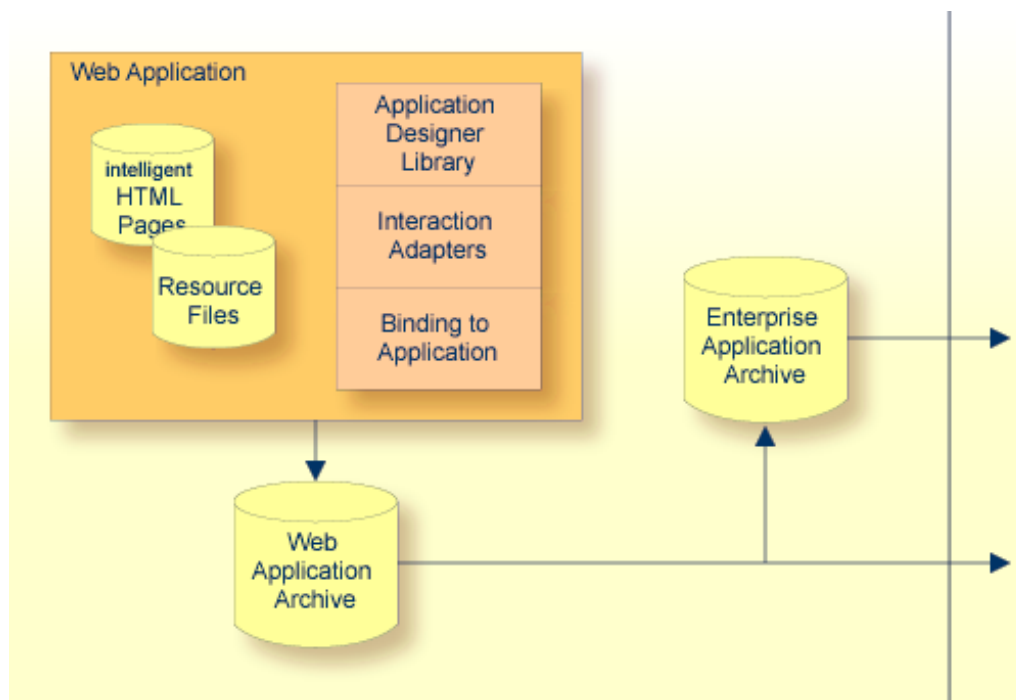 Web Application
intelligent
HTML
Pages
Resource
Files
Application
Designer
Library
Interaction
Adapters
Binding to
Application
Enterprise
Application
Archive
Web
Application
Archive